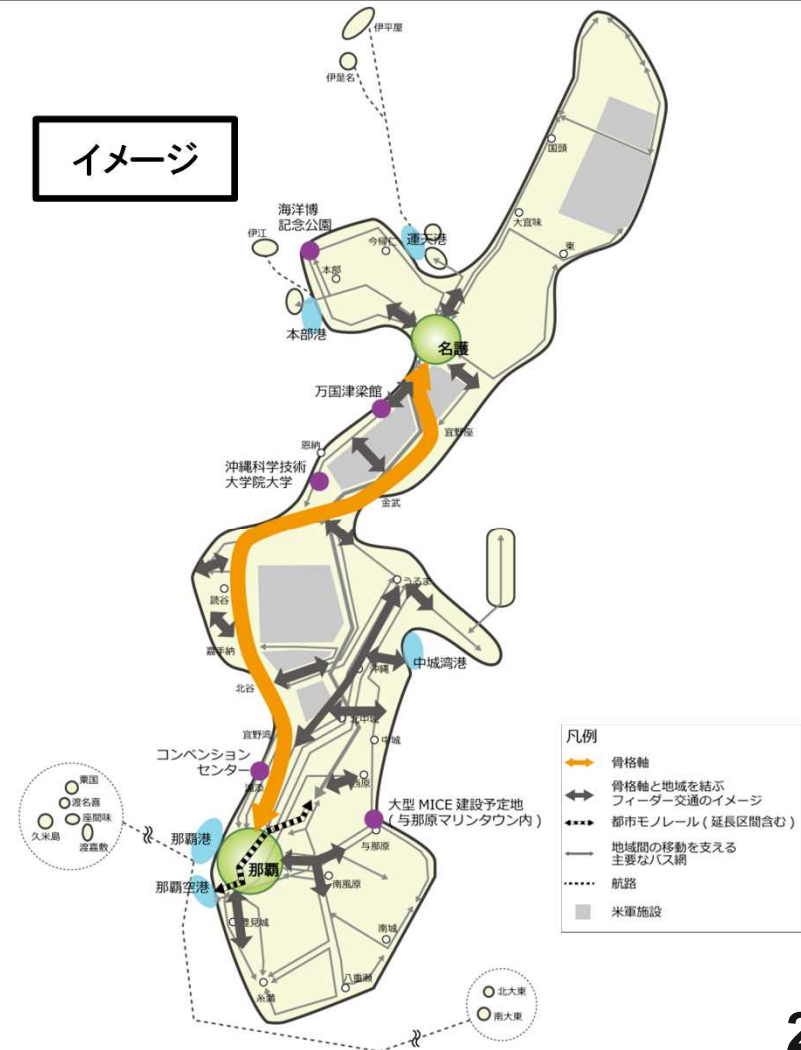 伊平屋
伊是名
イメージ
国頭
海洋博
記念公園
大宜味
伊江
今帰仁
運天港
東
本部
本部港
名護
万国津梁館
宜野座
恩納
沖縄科学技術
大学院大学
金武
うるま
読谷
嘉手納
中城湾港
沖縄
北谷
北中城
宜野湾
中城
コンベンション
センター
西原
浦添
大型 MICE 建設予定地
( 与那原マリンタウン内 )
粟国
渡名喜
座間味
久米島
渡嘉敷
那覇港
与那原
那覇
那覇空港
南風原
豊見城
南城
八重瀬
糸満
北大東
南大東
凡例
骨格軸
骨格軸と地域を結ぶ
フィーダー交通のイメージ
都市モノレール ( 延長区間含む )
地域間の移動を支える
主要なバス網
航路
米軍施設
2